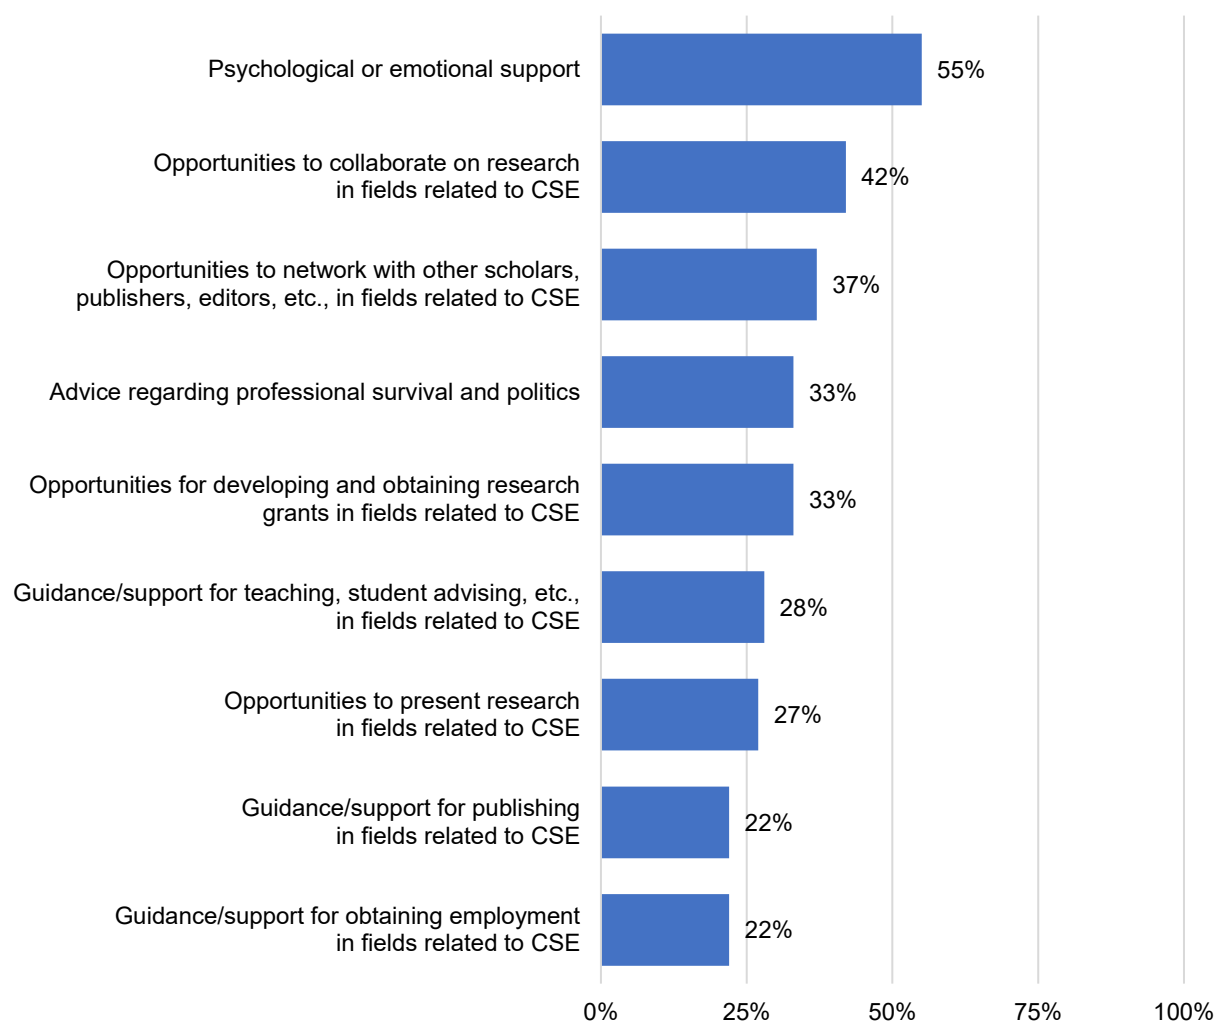 Psychological or emotional support
55%
Opportunities to collaborate on research
in fields related to CSE
42%
Opportunities to network with other scholars,
publishers, editors, etc., in fields related to CSE
37%
Advice regarding professional survival and politics
33%
Opportunities for developing and obtaining research
grants in fields related to CSE
33%
Guidance/support for teaching, student advising, etc.,
in fields related to CSE
28%
Opportunities to present research
in fields related to CSE
27%
Guidance/support for publishing
in fields related to CSE
22%
Guidance/support for obtaining employment
in fields related to CSE
22%
0% 25% 50% 75% 100%